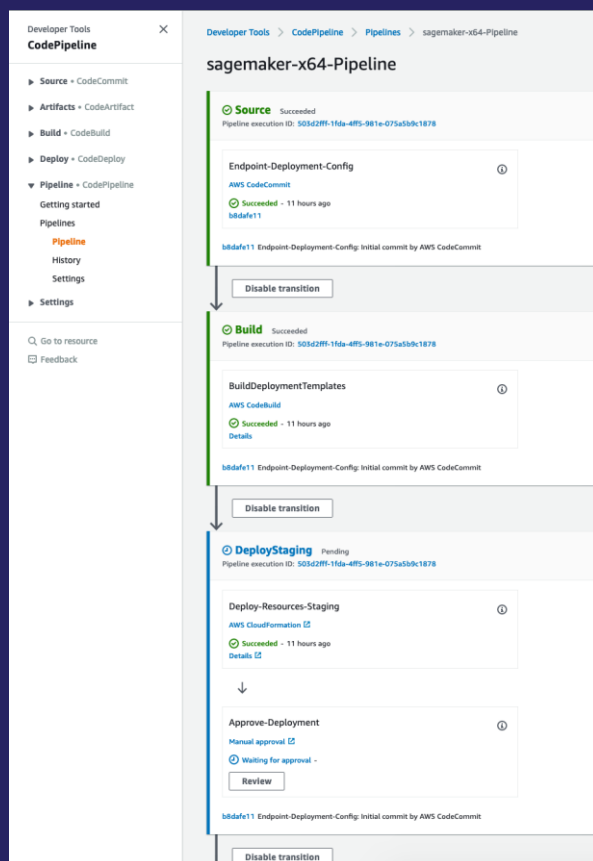 Developer Tools
CodePipeline
Source • CodeCommit
Artifacts • CodeArtifact
Build • CodeBuild
Deploy • CodeDeploy
Pipeline • CodePipeline
Getting started
Pipelines
Pipeline
History
Settings
Settings
Go to resource
Feedback
Developer Tools > CodePipeline > Pipelines > sagemaker-x64-Pipeline
sagemaker-x64-Pipeline
Source Succeeded
Pipeline execution ID: 503d2fff-1fda-4ff5-981e-075a5b9c1878
Endpoint-Deployment-Config
AWS CodeCommit
Succeeded - 11 hours ago
b8dafe11
b8dafe11 Endpoint-Deployment-Config: Initial commit by AWS CodeCommit
Disable transition
Build Succeeded
Pipeline execution ID: 503d2fff-1fda-4ff5-981e-075a5b9c1878
BuildDeploymentTemplates
AWS CodeBuild
Succeeded - 11 hours ago
Details
b8dafe11 Endpoint-Deployment-Config: Initial commit by AWS CodeCommit
Disable transition
DeployStaging Pending
Pipeline execution ID: 503d2fff-1fda-4ff5-981e-075a5b9c1878
Deploy-Resources-Staging
AWS CloudFormation
Succeeded - 11 hours ago
Details
Approve-Deployment
Manual approval
Waiting for approval -
Review
b8dafe11 Endpoint-Deployment-Config: Initial commit by AWS CodeCommit
Disable transition